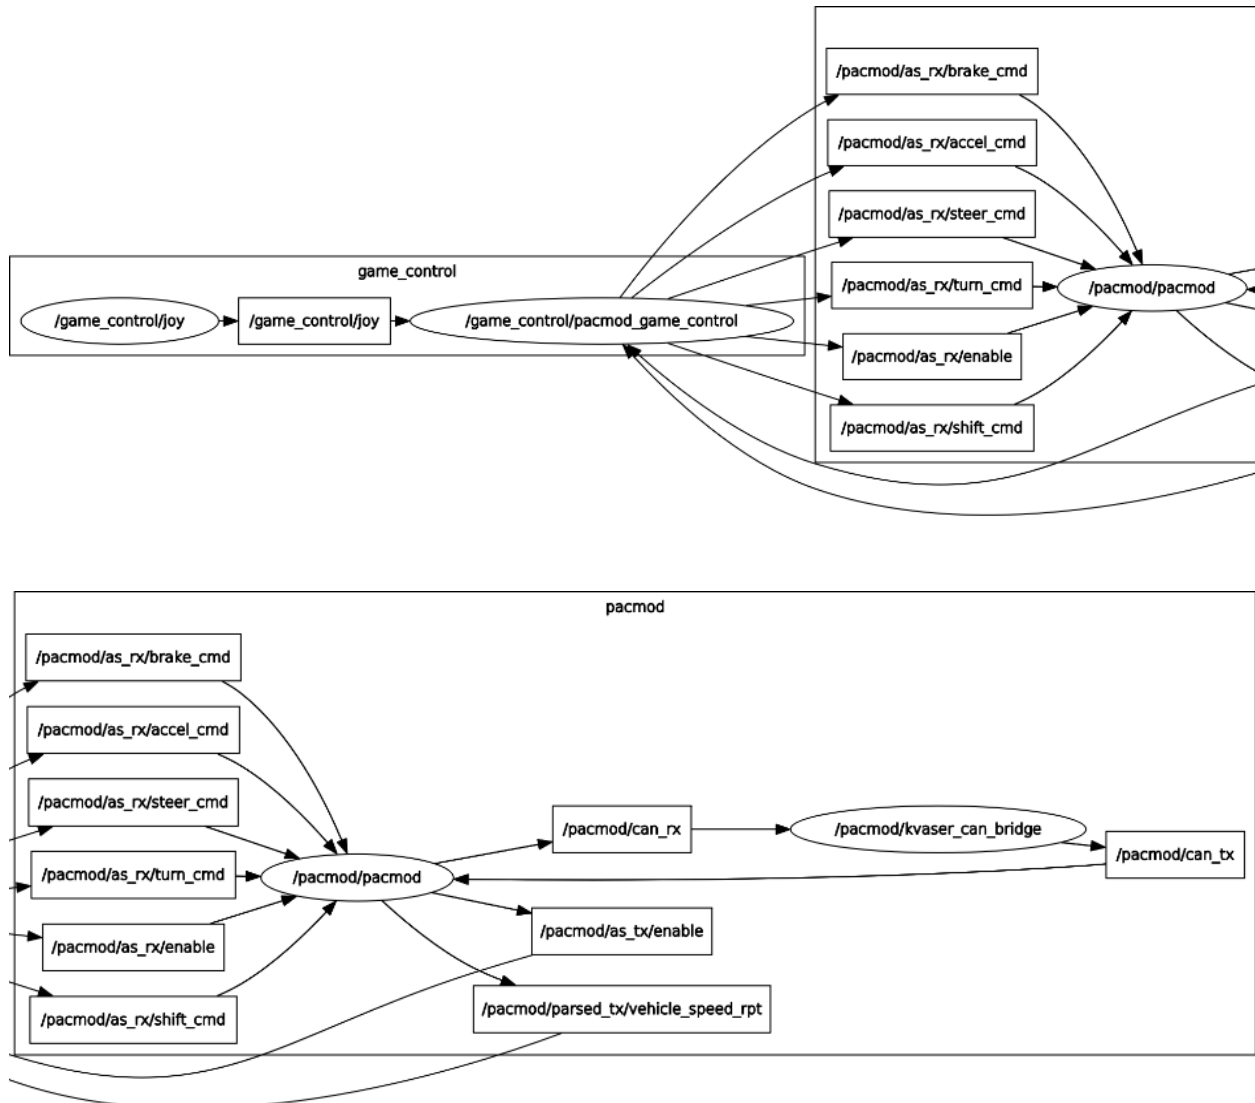 /pacmod/as_rx/brake_cmd
/pacmod/as_rx/accel_cmd
/pacmod/as_rx/steer_cmd
game_control
/pacmod/as_rx/turn_cmd
/pacmod/pacmod
/game_control/joy
/game_control/joy
/game_control/pacmod_game_control
/pacmod/as_rx/enable
/pacmod/as_rx/shift_cmd
pacmod
/pacmod/as_rx/brake_cmd
/pacmod/as_rx/accel_cmd
/pacmod/as_rx/steer_cmd
/pacmod/can_rx
/pacmod/kvaser_can_bridge
/pacmod/can_tx
/pacmod/as_rx/turn_cmd
/pacmod/pacmod
/pacmod/as_tx/enable
/pacmod/as_rx/enable
/pacmod/parsed_tx/vehicle_speed_rpt
/pacmod/as_rx/shift_cmd